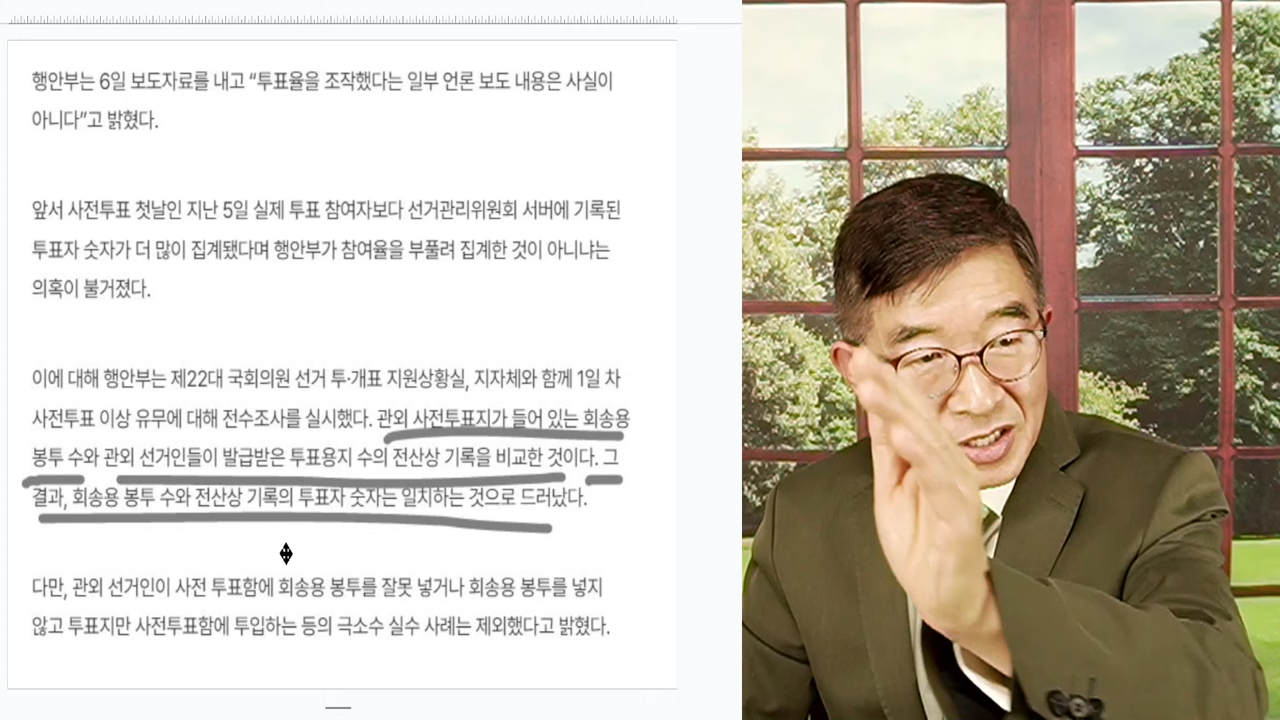 행안부는 6일 보도자료를 내고 “투표율을 조작했다는 일부 언론 보도 내용은 사실이
아니다”고 밝혔다.
앞서 사전투표 첫날인 지난 5일 실제 투표 참여자보다 선거관리위원회 서버에 기록된
투표자 숫자가 더 많이 집계됐다며 행안부가 참여율을 부풀려 집계한 것이 아니냐는
의혹이 불거졌다.
이에 대해 행안부는 제22대 국회의원 선거 투·개표 지원상황실, 지자체와 함께 1일 차
사전투표 이상 유무에 대해 전수조사를 실시했다. 관외 사전투표지가 들어 있는 회송용
봉투 수와 관외 선거인들이 발급받은 투표용지 수의 전산상 기록을 비교한 것이다. 그
결과, 회송용 봉투 수와 전산상 기록의 투표자 숫자는 일치하는 것으로 드러났다.
다만, 관외 선거인이 사전 투표함에 회송용 봉투를 잘못 넣거나 회송용 봉투를 넣지
않고 투표지만 사전투표함에 투입하는 등의 극소수 실수 사례는 제외했다고 밝혔다.